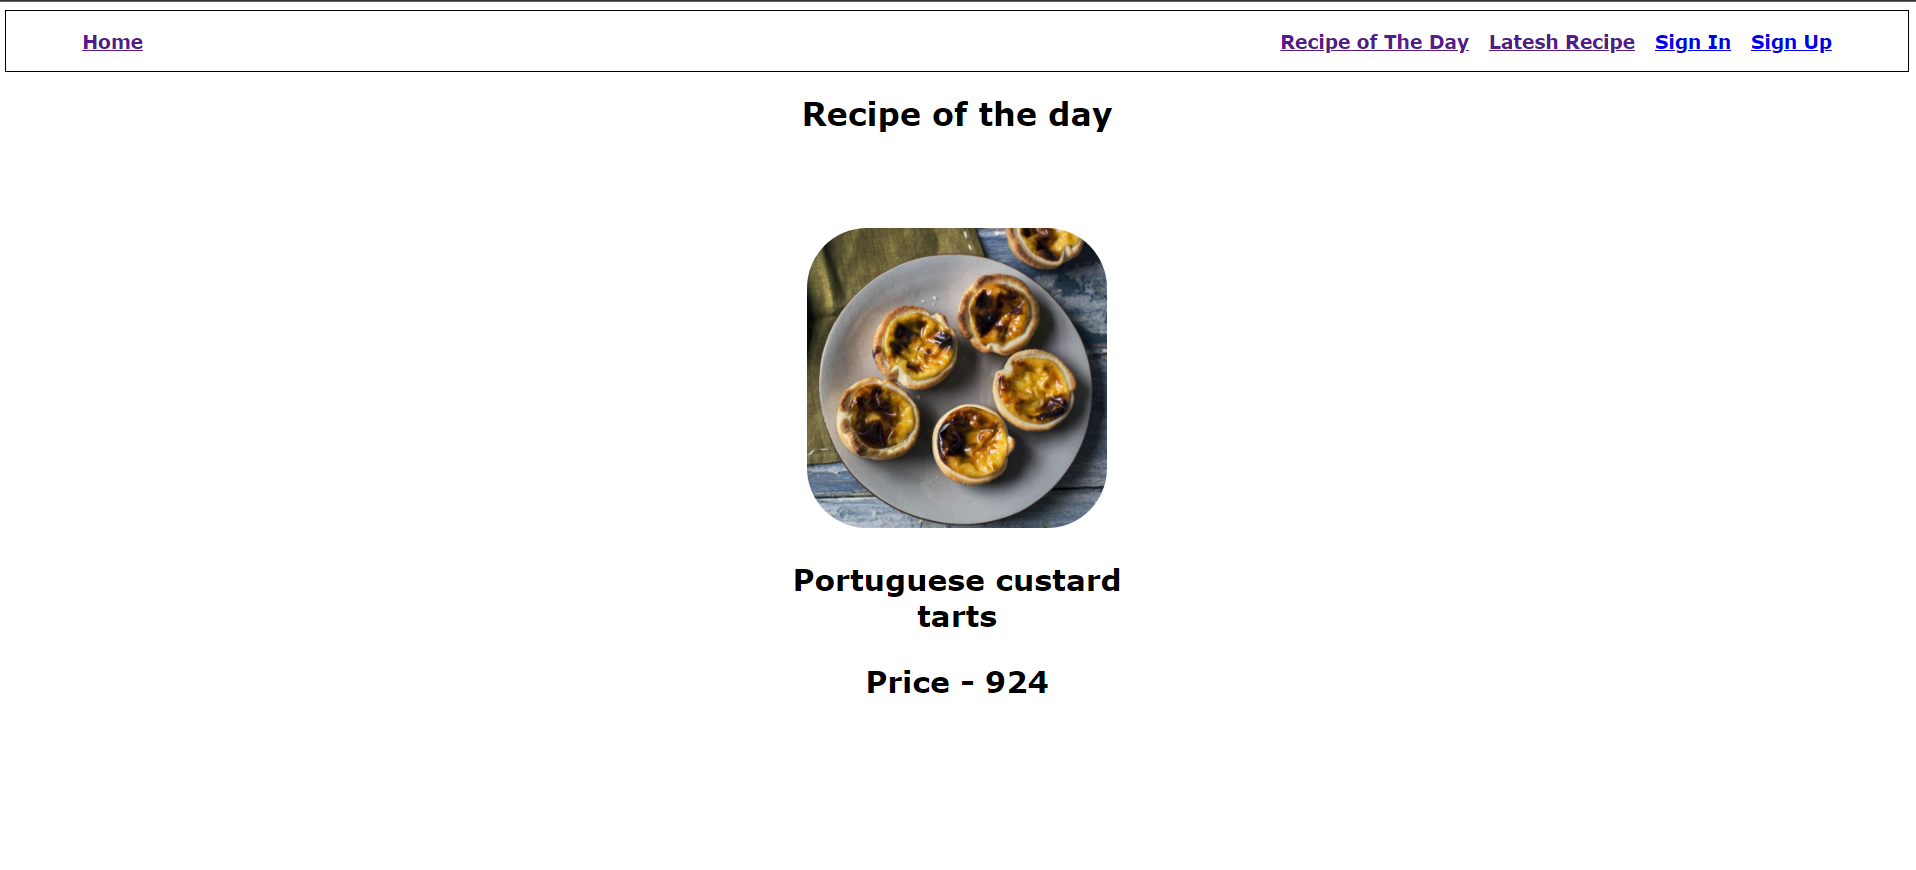 Home Recipe of The Day Latesh Recipe Sign In Sign Up
Recipe of the day
Portuguese custard
tarts
Price - 924